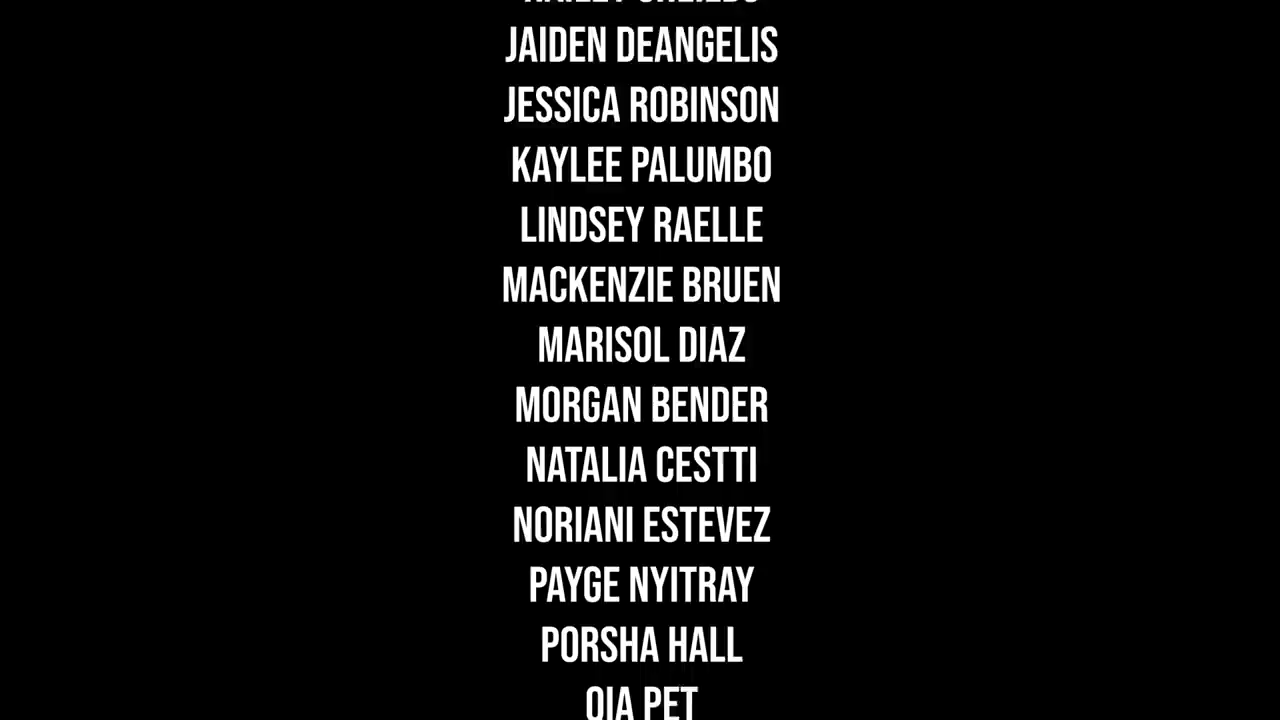 JAIDEN DEANGELIS
JESSICA ROBINSON
KAYLEE PALUMBO
LINDSEY RAELLE
MACKENZIE BRUEN
MARISOL DIAZ
MORGAN BENDER
NATALIA CESTTI
NORIANI ESTEVEZ
PAYGE NYITRAY
PORSHA HALL
PET